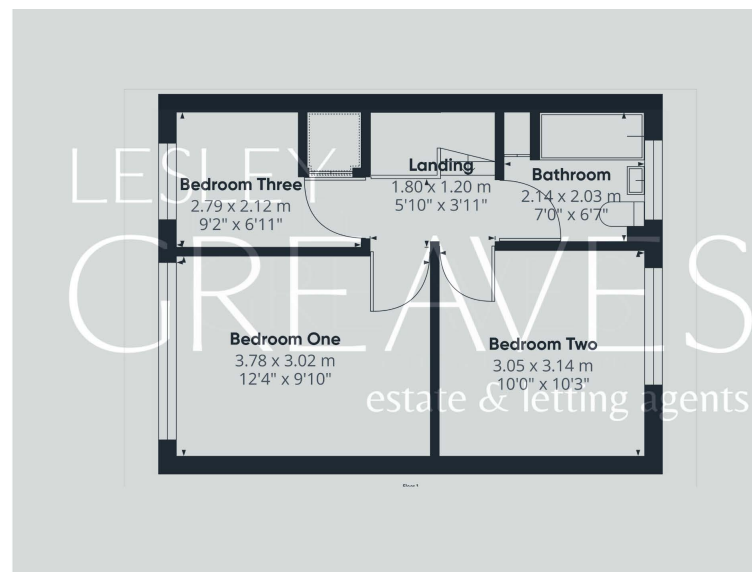 LESLEY
GREAVES
estate & letting agents
Bedroom Three
2.79 x 2.12 m
9'2" x 6'11"
Landing
1.80 x 1.20 m
5'10" x 3'11"
Bathroom
2.14 x 2.03 m
7'0" x 6'7"
Bedroom One
3.78 x 3.02 m
12'4" x 9'10"
Bedroom Two
3.05 x 3.14 m
10'0" x 10'3"
Floor 1